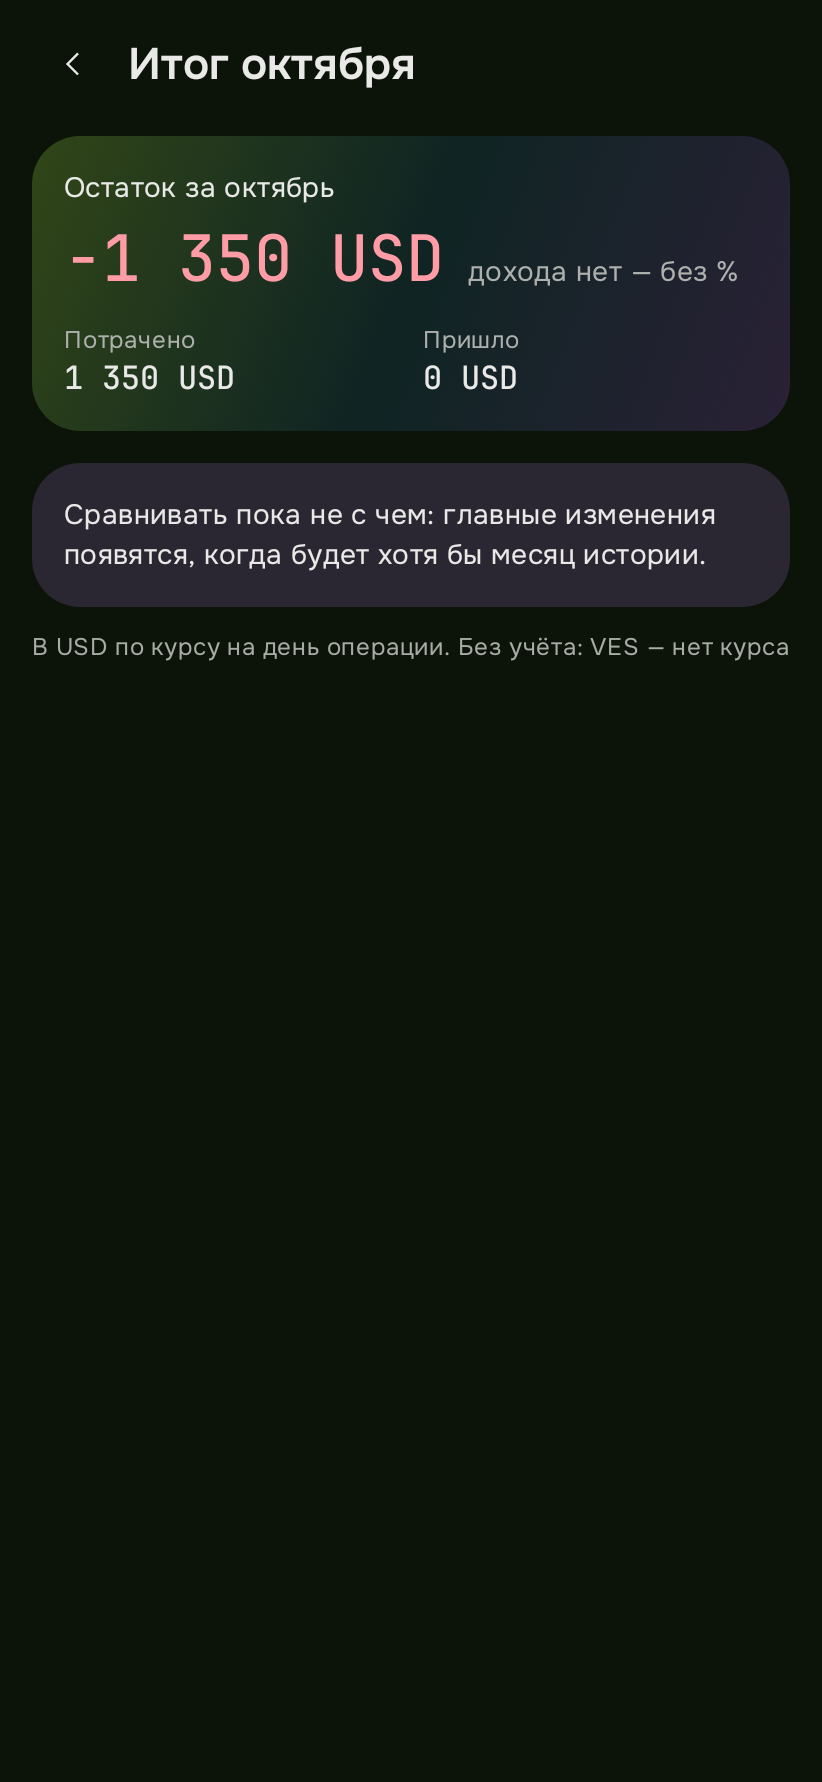 Итог октября
Остаток за октябрь
-1 350 USD дохода нет — без %
Потрачено Пришло
1 350 USD 0 USD
Сравнивать пока не с чем: главные изменения
появятся, когда будет хотя бы месяц истории.
В USD по курсу на день операции. Без учёта: VES — нет курса